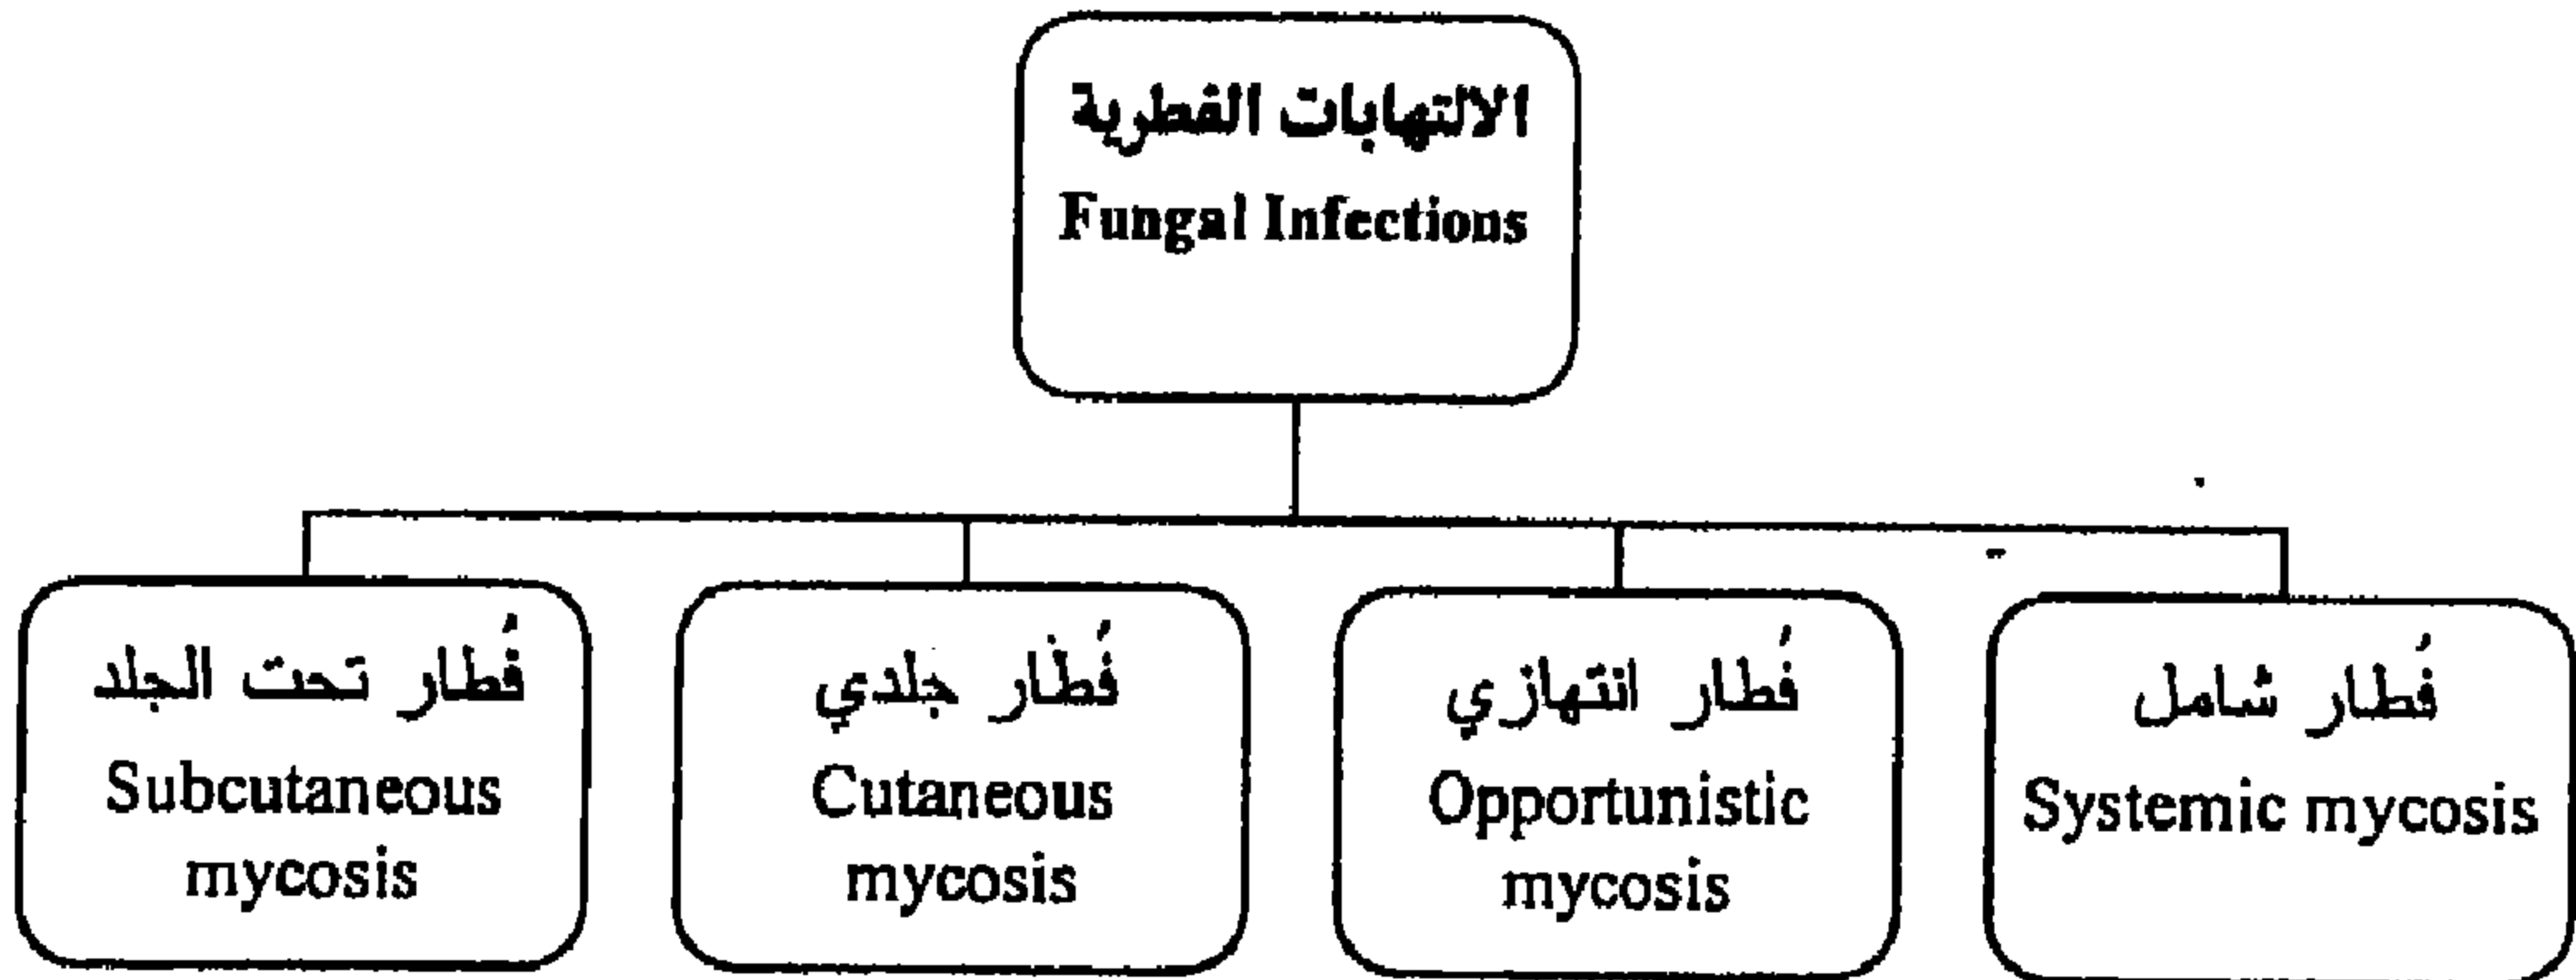 الالتهابات الفطرية
Fungal Infections
فُطار تحت الجلد
Subcutaneous
mycosis
فُطار جلدي
Cutaneous
mycosis
فُطار انتهازي
Opportunistic
mycosis
فُطار شامل
Systemic mycosis